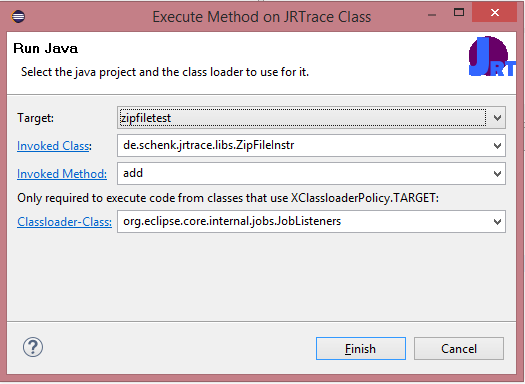 Execute Method on JRTrace Class
Run Java
Select the java project and the class loader to use for it.
JRT
Target: zipfiletest
Invoked Class: de.schenk.jrtrace.libs.ZipFileInstr
Invoked Method: add
Only required to execute code from classes that use XClassloaderPolicy.TARGET:
Classloader-Class: org.eclipse.core.internal.jobs.JobListeners
? Finish Cancel